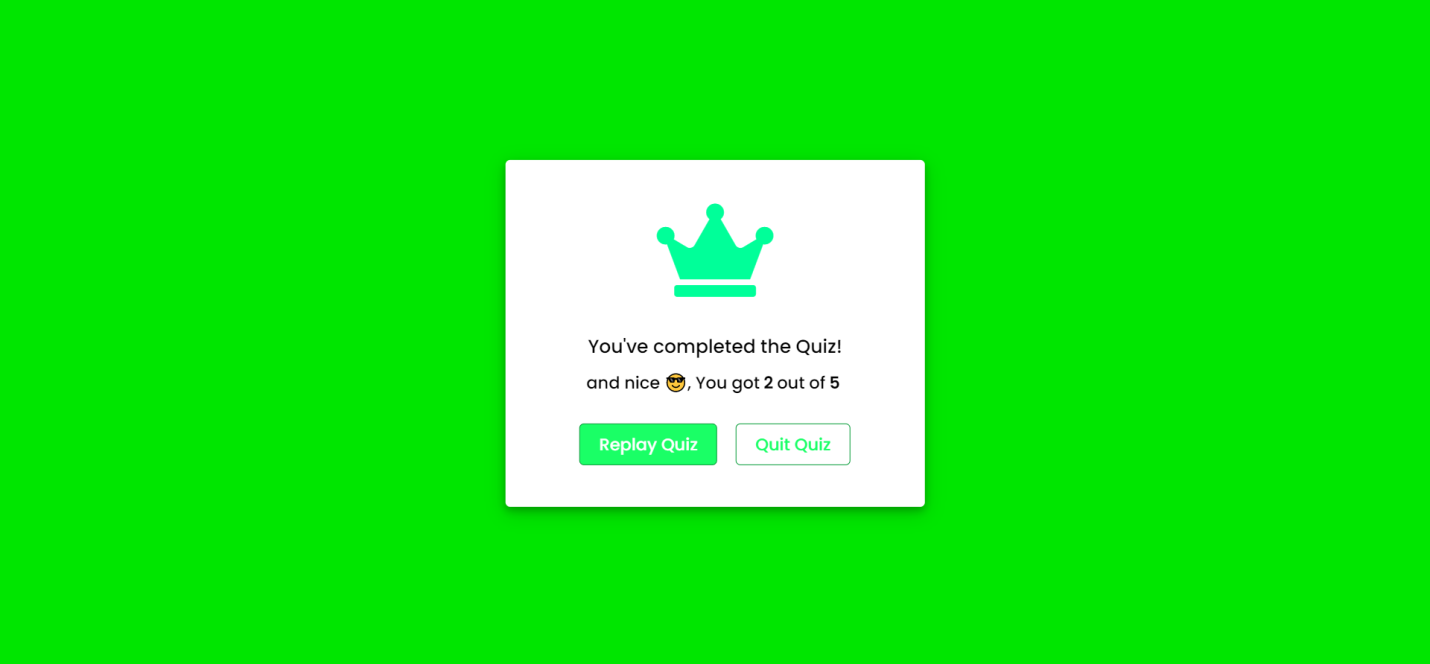 You've completed the Quiz!
and nice 😎, You got 2 out of 5
Replay Quiz
Quit Quiz